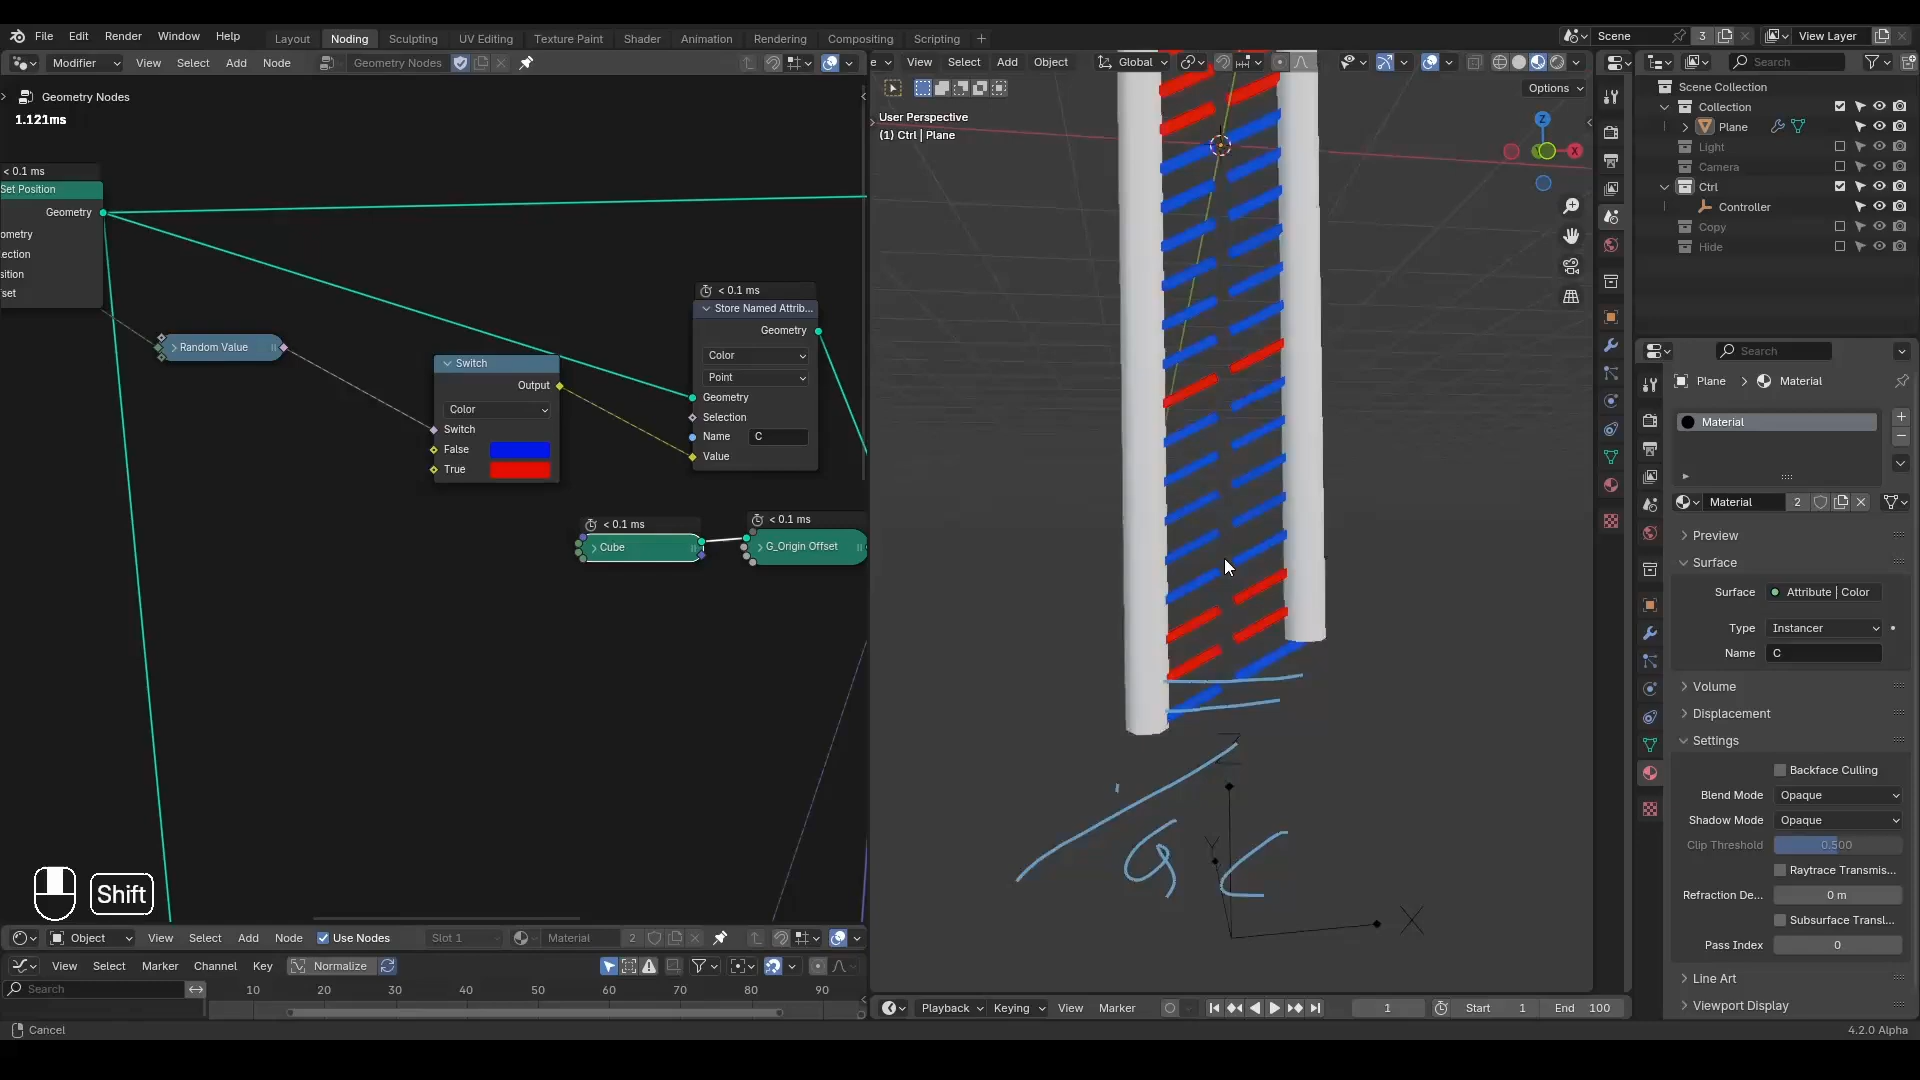 File Edit Render Window Help Layout Noding Sculpting UV Editing Texture Paint Shader Animation Rendering Compositing Scripting + Scene 3 View Layer
Modifier View Select Add Node Geometry Nodes
View Select Add Object Global
Search
Geometry Nodes
1.121ms
Options
User Perspective
(1) Ctrl | Plane
Z
X
Scene Collection
Collection
Plane
Light
Camera
Ctrl
Controller
Copy
Hide
< 0.1 ms
Set Position
Geometry
ometry
ection
sition
fset
Random Value
Switch
Output
Color
Switch
False
True
< 0.1 ms
Store Named Attrib...
Geometry
Color
Point
Geometry
Selection
Name C
Value
< 0.1 ms
Cube
< 0.1 ms
G_Origin Offset
Search
Plane > Material
Material
Material 2
Preview
Surface
Surface Attribute | Color
Type Instancer
Name C
Volume
Displacement
Settings
Backface Culling
Blend Mode Opaque
Shadow Mode Opaque
Clip Threshold 0.500
Raytrace Transmis...
Refraction De... 0 m
Subsurface Transl...
Pass Index 0
Line Art
Viewport Display
Z
Y
G C
X
Shift
Object View Select Add Node Use Nodes Slot 1 Material 2
View Select Marker Channel Key Normalize
Search 10 20 30 40 50 60 70 80 90
Playback Keying View Marker 1 Start 1 End 100
Cancel 4.2.0 Alpha